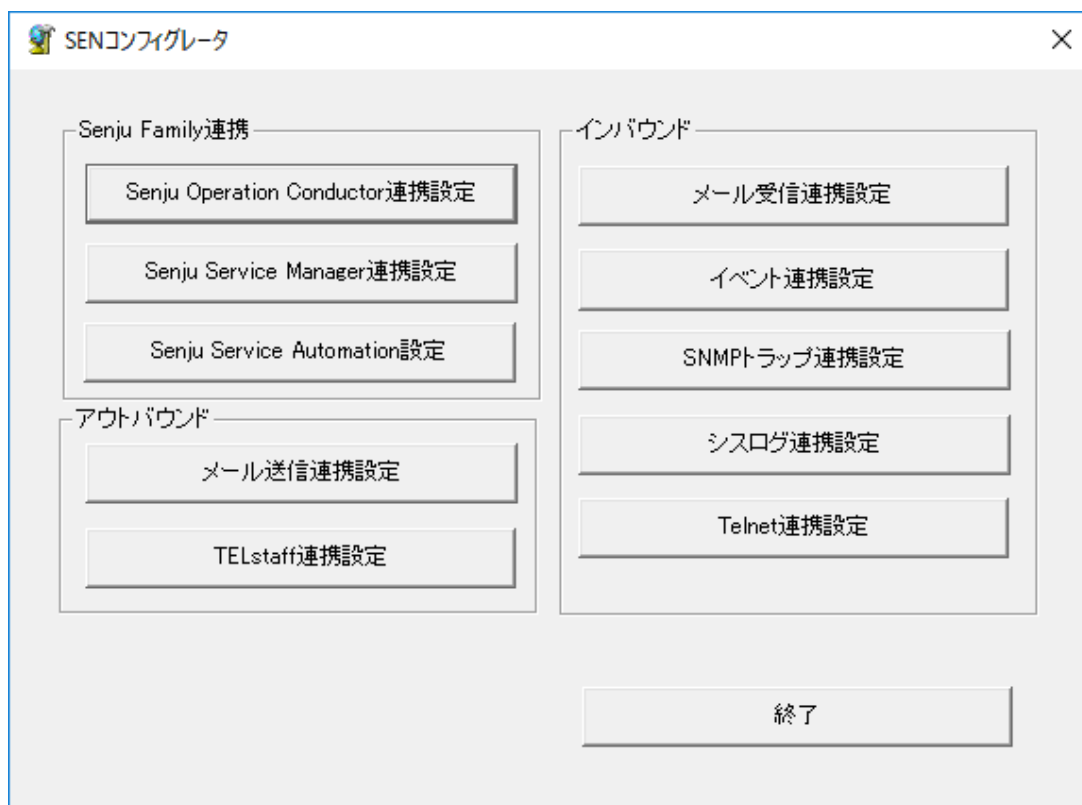 SENコンフィグレータ
Senju Family連携
Senju Operation Conductor連携設定
Senju Service Manager連携設定
Senju Service Automation設定
アウトバウンド
メール送信連携設定
TELstaff連携設定
インバウンド
メール受信連携設定
イベント連携設定
SNMPトラップ連携設定
シスログ連携設定
Telnet連携設定
終了